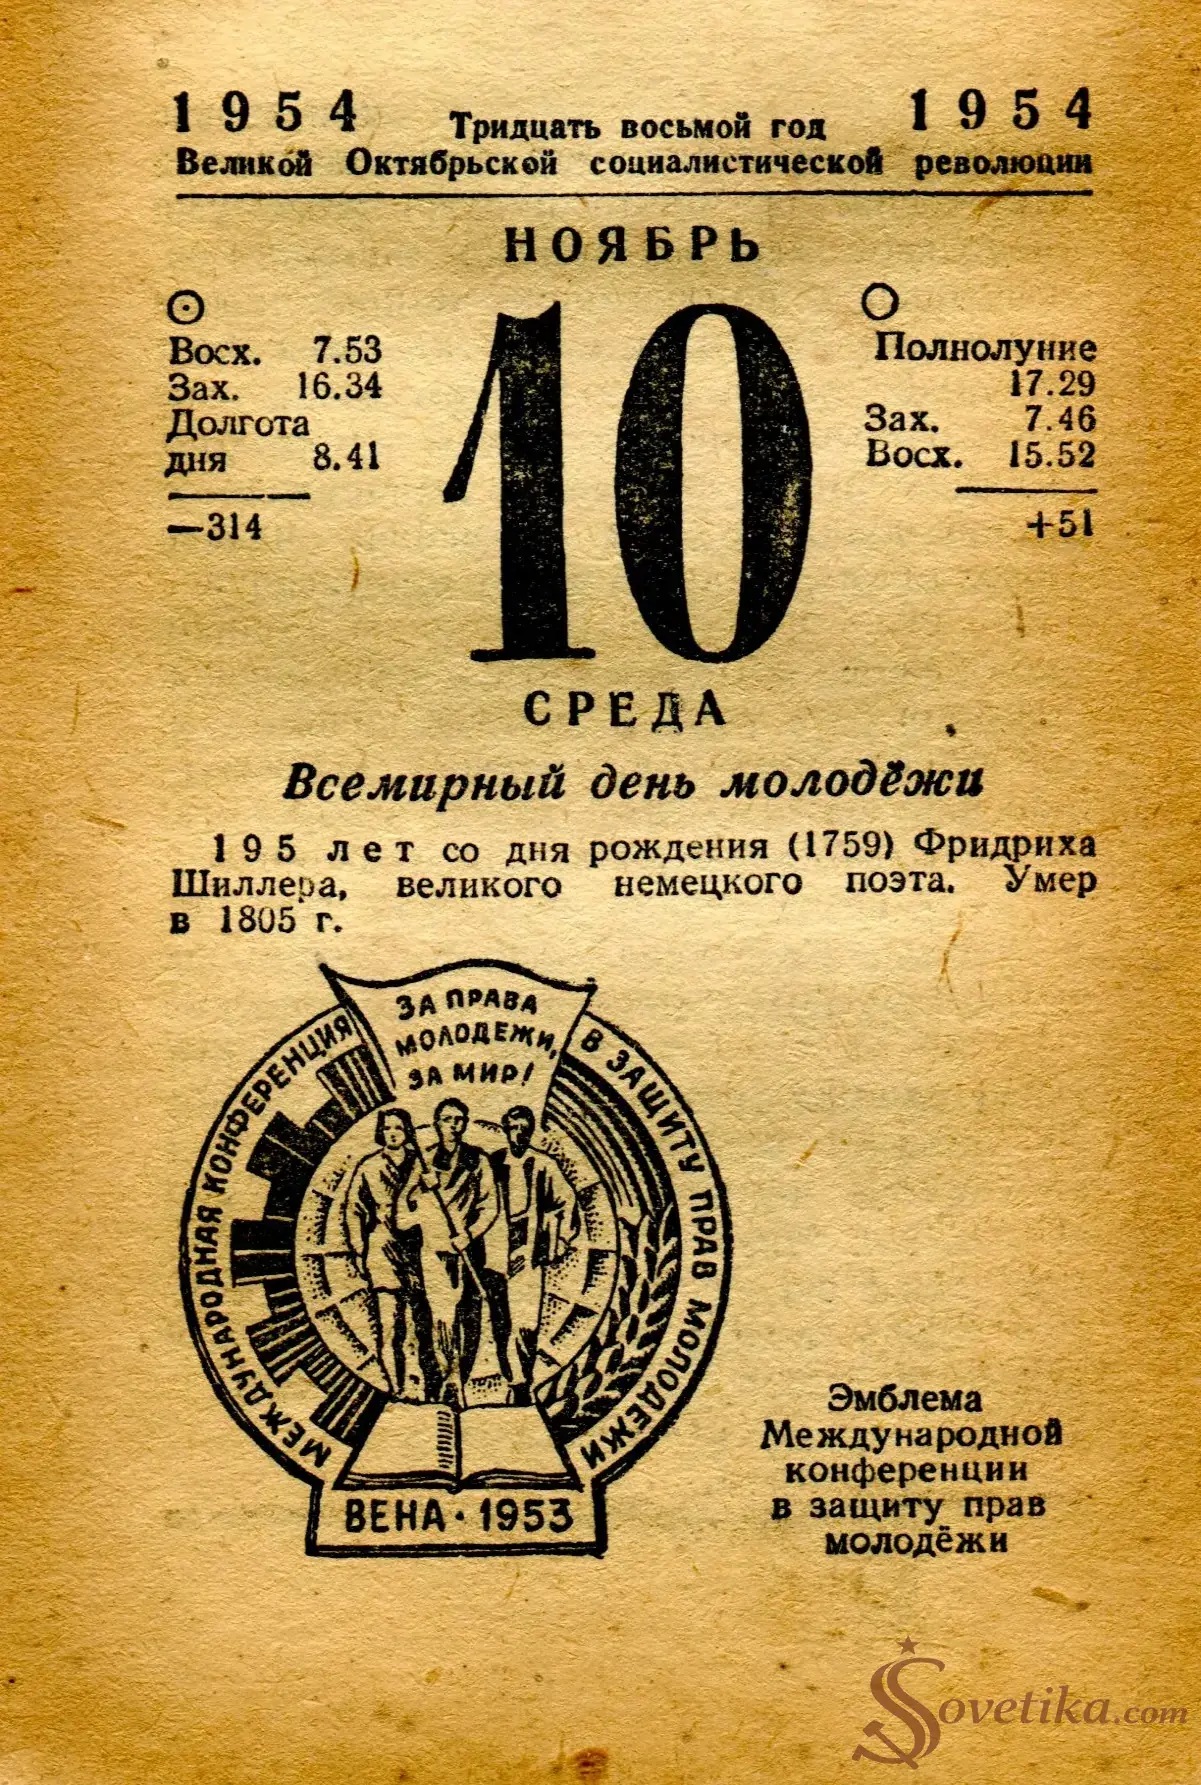 1954 Тридцать восьмой год 1954
Великой Октябрьской социалистической революции
НОЯБРЬ
Восх. 7.53
Зах. 16.34
Долгота
дня 8.41
—314
10
Полнолуние
17.29
Зах. 7.46
Восх. 15.52
+51
СРЕДА
Всемирный день молодёжи
195 лет со дня рождения (1759) Фридриха
Шиллера, великого немецкого поэта. Умер
в 1805 г.
ЗА ПРАВА
МОЛОДЕЖИ,
ЗА МИР!
МЕЖДУНАРОДНАЯ КОНФЕРЕНЦИЯ
В ЗАЩИТУ ПРАВ МОЛОДЕЖИ
ВЕНА · 1953
Эмблема
Международной
конференции
в защиту прав
молодёжи
Sovetika.com